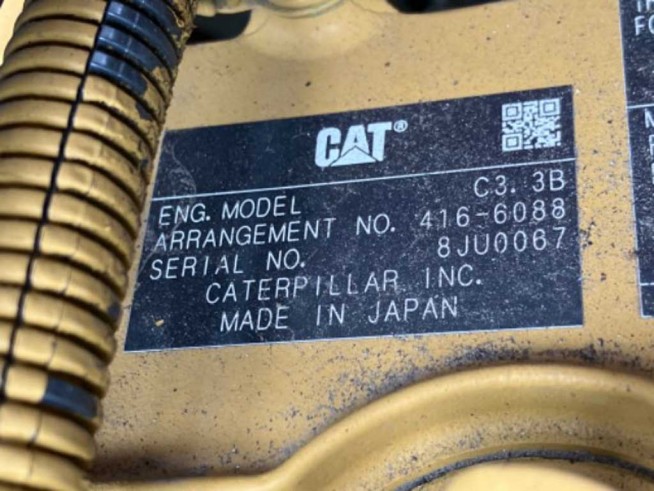 CAT®
ENG. MODEL C3.3B
ARRANGEMENT NO. 416-6088
SERIAL NO. 8JU0067
CATERPILLAR INC.
MADE IN JAPAN